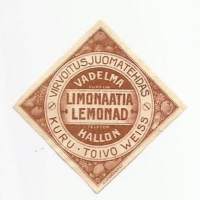 VIRVOITUSJUOMATEHDAS
VADELMA
LIMONAATIA
LEMONAD
HALLON
KURU · TOIVO WEISS